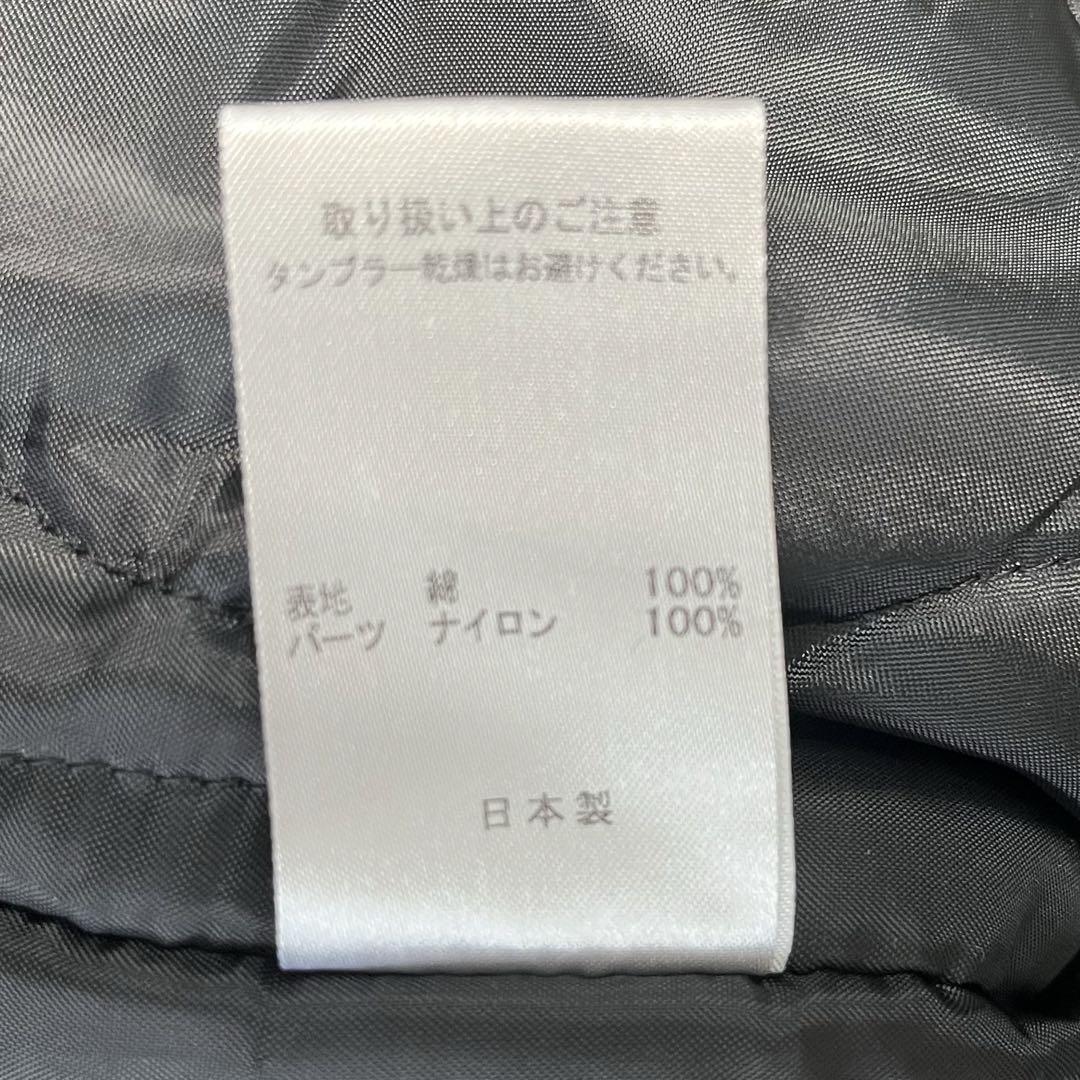 取り扱い上のご注意
タンブラー乾燥はお避けください。
表地 綿 100%
パーツ ナイロン 100%
日本製